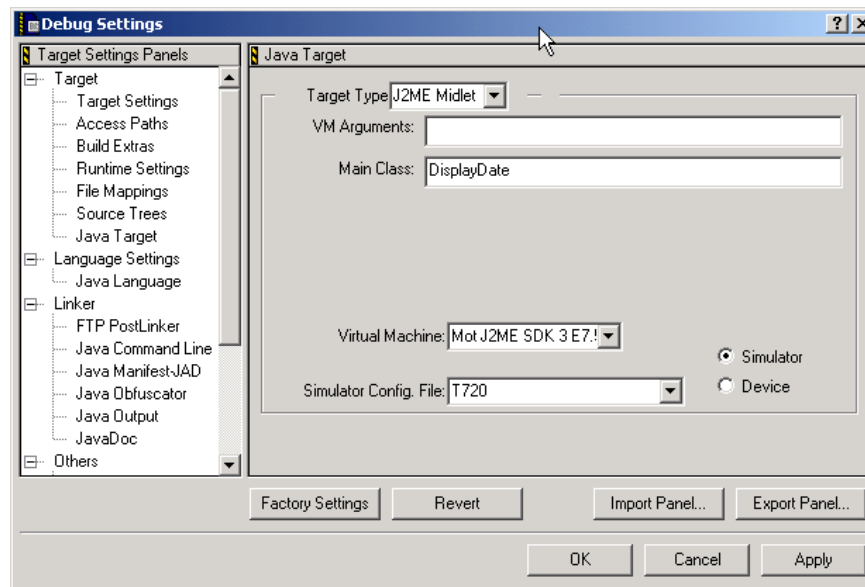 Debug Settings
Target Settings Panels
Target
Target Settings
Access Paths
Build Extras
Runtime Settings
File Mappings
Source Trees
Java Target
Language Settings
Java Language
Linker
FTP PostLinker
Java Command Line
Java Manifest-JAD
Java Obfuscator
Java Output
JavaDoc
Others
Java Target
Target Type J2ME Midlet
VM Arguments:
Main Class: DisplayDate
Virtual Machine: Mot J2ME SDK 3 E7.
Simulator
Device
Simulator Config. File: T720
Factory Settings Revert Import Panel... Export Panel...
OK Cancel Apply